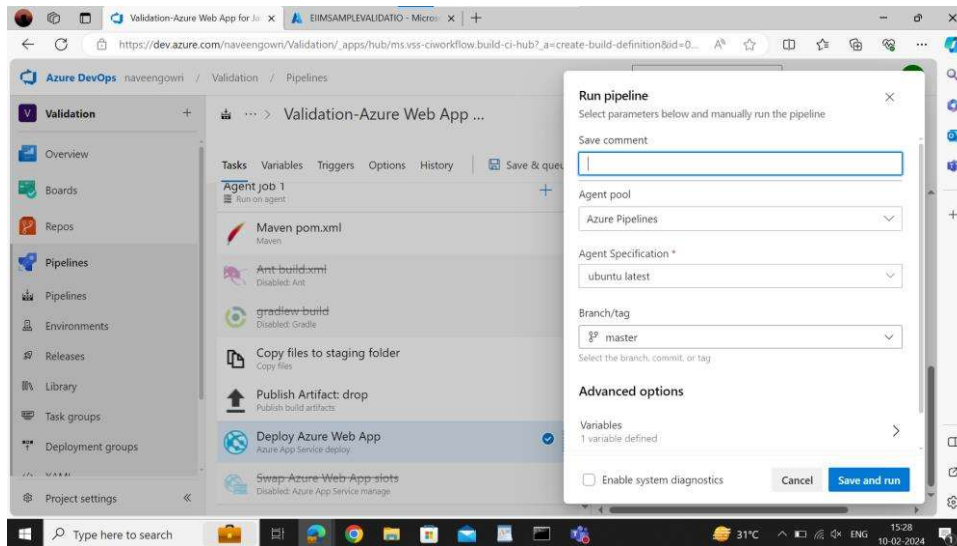 Validation-Azure Web App for Ja
EIIMSAMPLEVALIDATIO - Micros
https://dev.azure.com/naveengowri/Validation/_apps/hub/ms.vss-ciworkflow.build-ci-hub?_a=create-build-definition&id=0...
Azure DevOps naveengowri / Validation / Pipelines
V Validation
Overview
Boards
Repos
Pipelines
Pipelines
Environments
Releases
Library
Task groups
Deployment groups
Project settings
... > Validation-Azure Web App ...
Tasks Variables Triggers Options History Save & queu
Agent job 1
Run on agent
Maven pom.xml
Maven
Ant build.xml
Disabled: Ant
gradlew build
Disabled: Gradle
Copy files to staging folder
Copy files
Publish Artifact: drop
Publish build artifacts
Deploy Azure Web App
Azure App Service deploy
Swap Azure Web App slots
Disabled: Azure App Service manage
Run pipeline
Select parameters below and manually run the pipeline
Save comment
Agent pool
Azure Pipelines
Agent Specification *
ubuntu latest
Branch/tag
master
Select the branch, commit, or tag
Advanced options
Variables
1 variable defined
Enable system diagnostics
Cancel
Save and run
Type here to search
31°C
ENG
15:28
10-02-2024